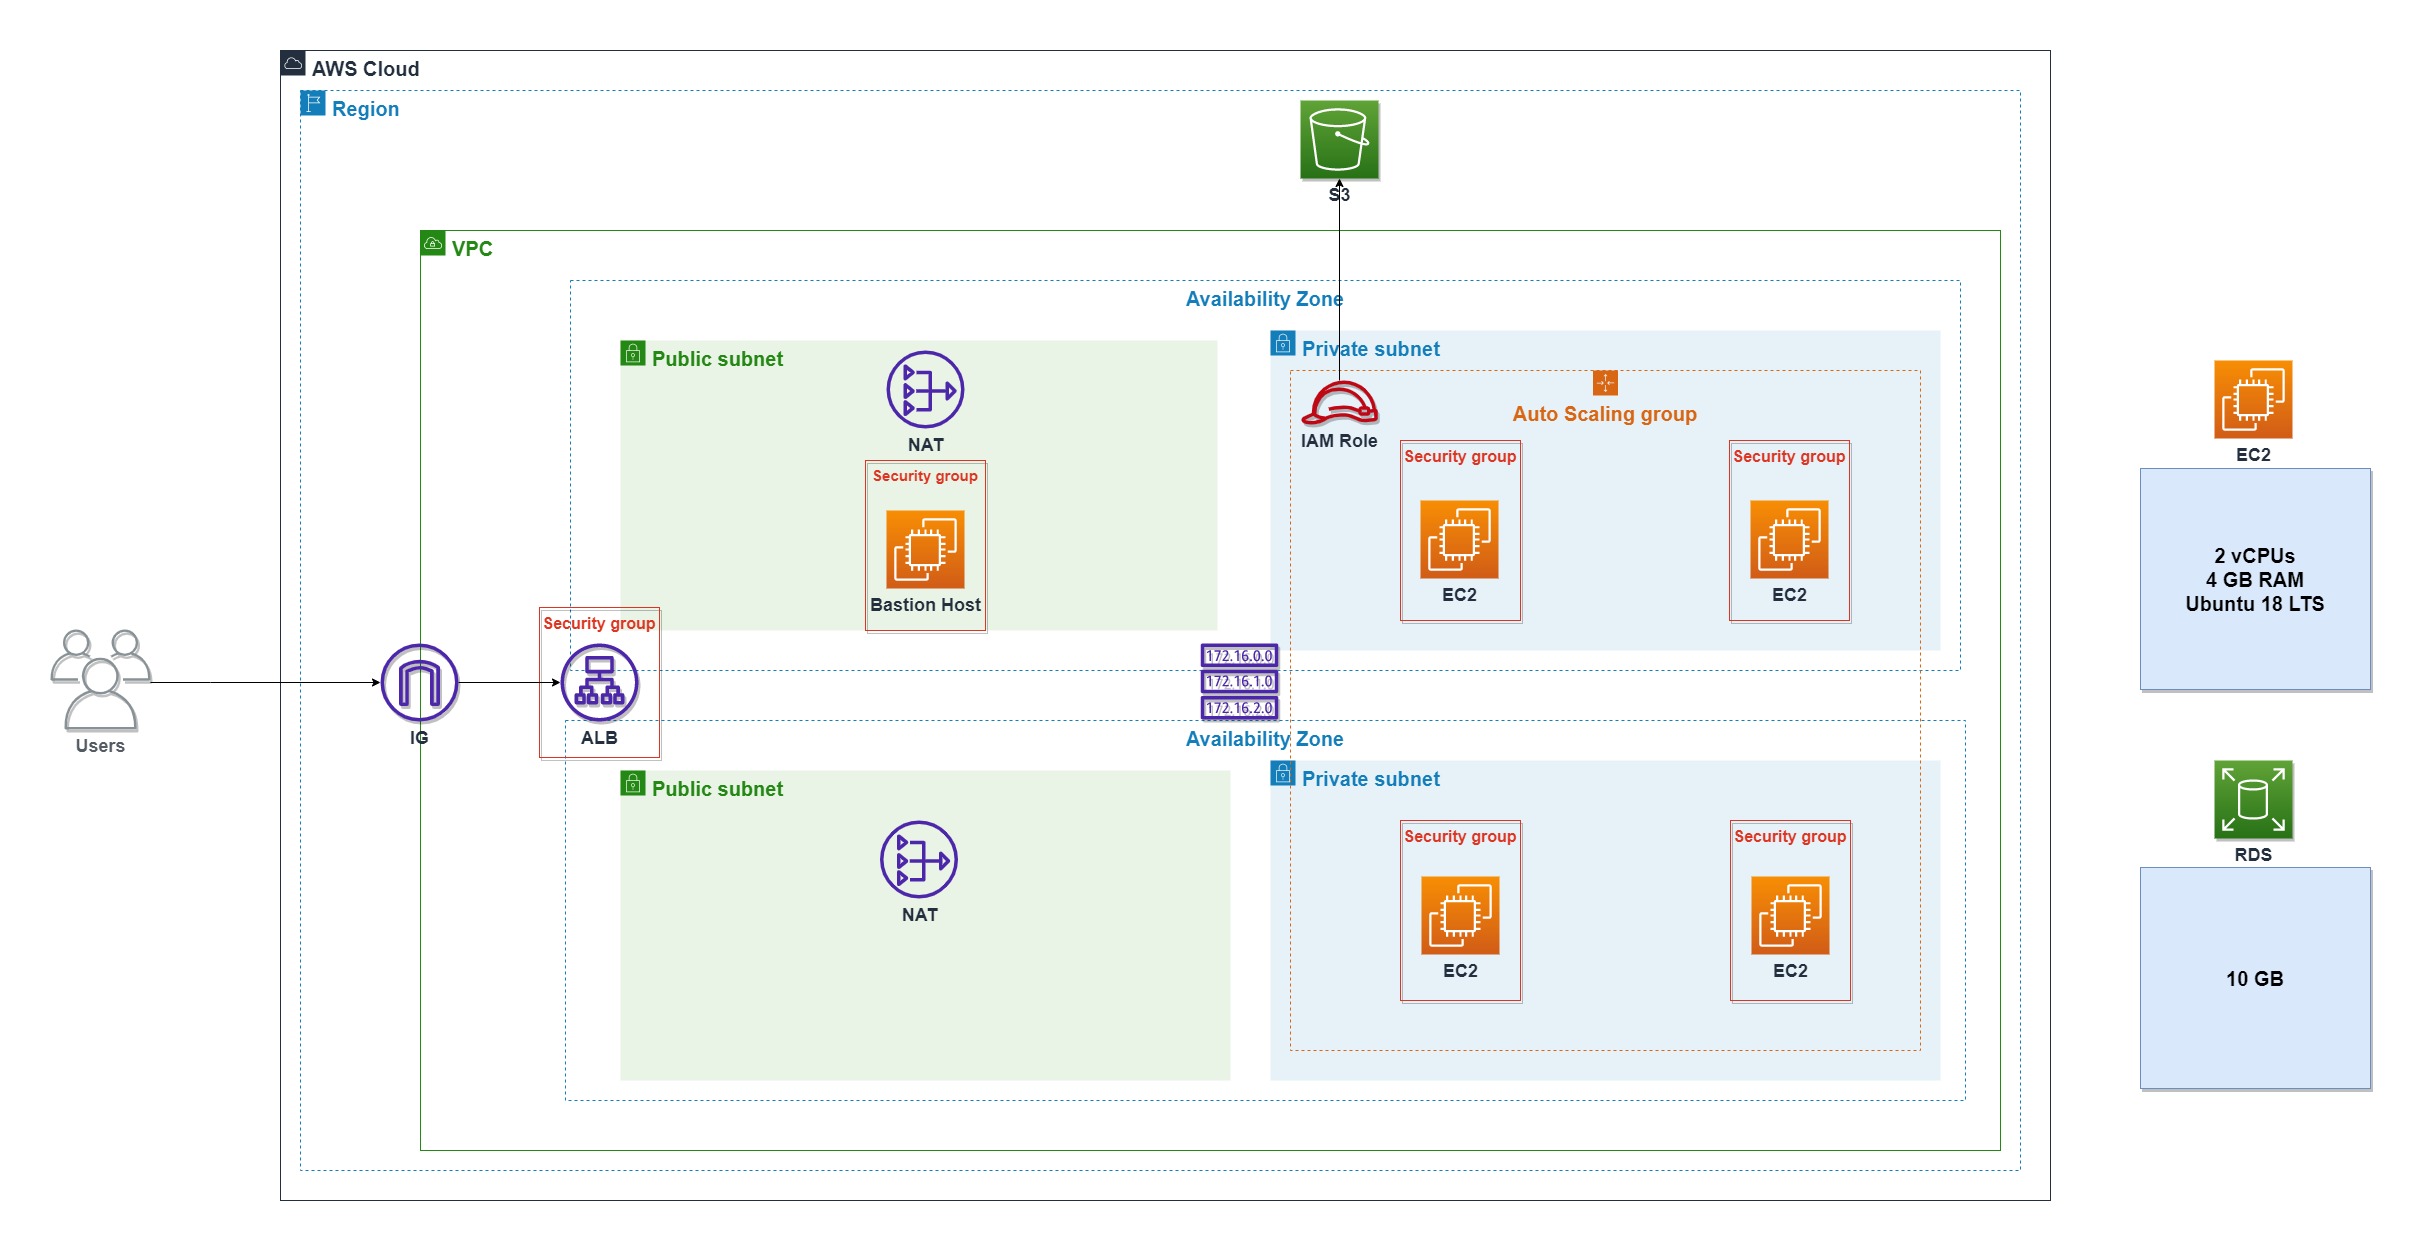 AWS Cloud
Region
S3
VPC
Availability Zone
Public subnet
NAT
Security group
Bastion Host
Private subnet
Auto Scaling group
IAM Role
Security group
EC2
Security group
EC2
Users
IG
Security group
ALB
172.16.0.0
172.16.1.0
172.16.2.0
Availability Zone
Public subnet
NAT
Private subnet
Security group
EC2
Security group
EC2
EC2
2 vCPUs
4 GB RAM
Ubuntu 18 LTS
RDS
10 GB